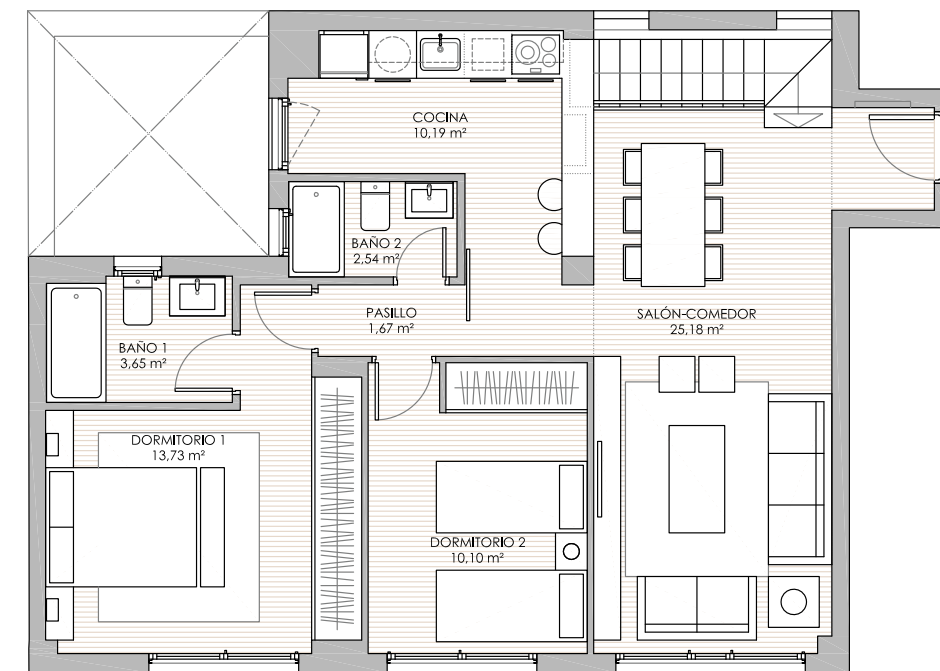 COCINA
10,19 m²
BAÑO 2
2,54 m²
PASILLO
1,67 m²
SALÓN-COMEDOR
25,18 m²
BAÑO 1
3,65 m²
DORMITORIO 1
13,73 m²
DORMITORIO 2
10,10 m²